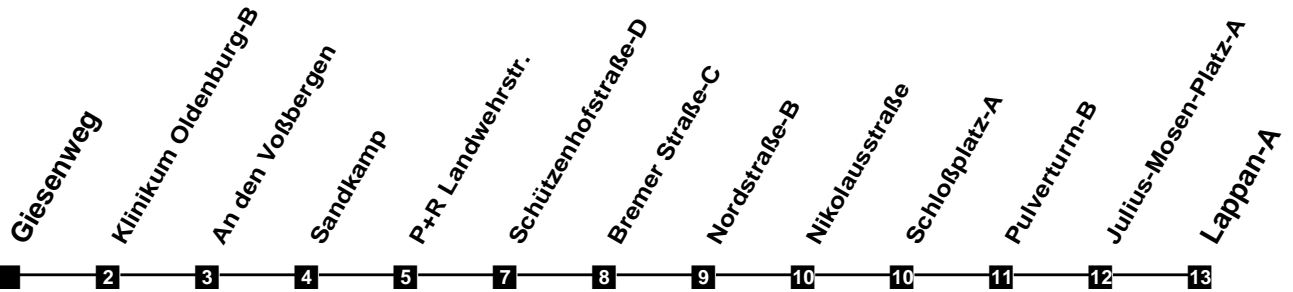 Giesenweg
Klinikum Oldenburg-B
An den Voßbergen
Sandkamp
P+R Landwehrstr.
Schützenhofstraße-D
Bremer Straße-C
Nordstraße-B
Nikolausstraße
Schloßplatz-A
Pulverturm-B
Julius-Mosen-Platz-A
Lappan-A
2 3 4 5 7 8 9 10 10 11 12 13